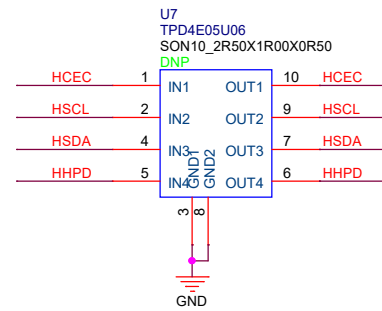 U7
TPD4E05U06
SON10_2R50X1R00X0R50
DNP
HCEC 1 IN1 OUT1 10 HCEC
HSCL 2 IN2 OUT2 9 HSCL
HSDA 4 IN3 OUT3 7 HSDA
HHPD 5 IN4 OUT4 6 HHPD
GND1
GND2
3
8
GND